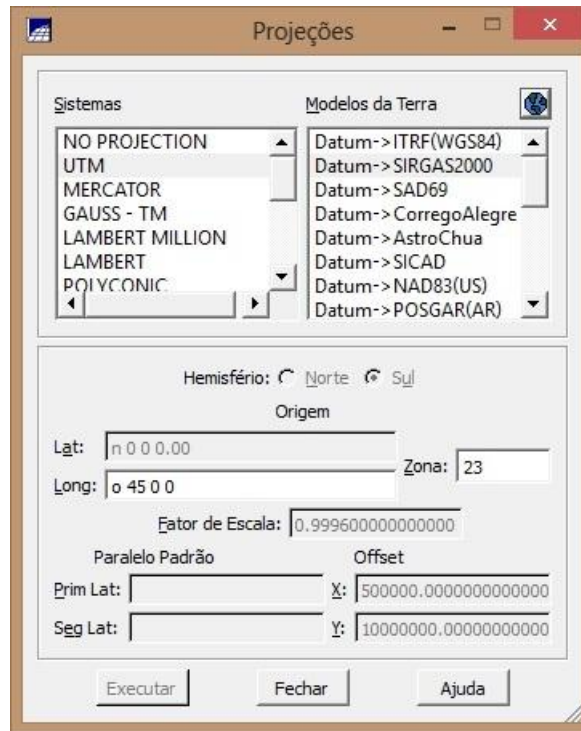 Projeções
Sistemas
NO PROJECTION
UTM
MERCATOR
GAUSS - TM
LAMBERT MILLION
LAMBERT
POLYCONIC
Modelos da Terra
Datum->ITRF(WGS84)
Datum->SIRGAS2000
Datum->SAD69
Datum->CorregoAlegre
Datum->AstroChua
Datum->SICAD
Datum->NAD83(US)
Datum->POSGAR(AR)
Hemisfério: Norte Sul
Origem
Lat: n 0 0 0.00
Long: o 45 0 0
Zona: 23
Fator de Escala: 0.999600000000000
Paralelo Padrão
Offset
Prim Lat:
X: 500000.0000000000000
Seg Lat:
Y: 10000000.00000000000
Executar
Fechar
Ajuda